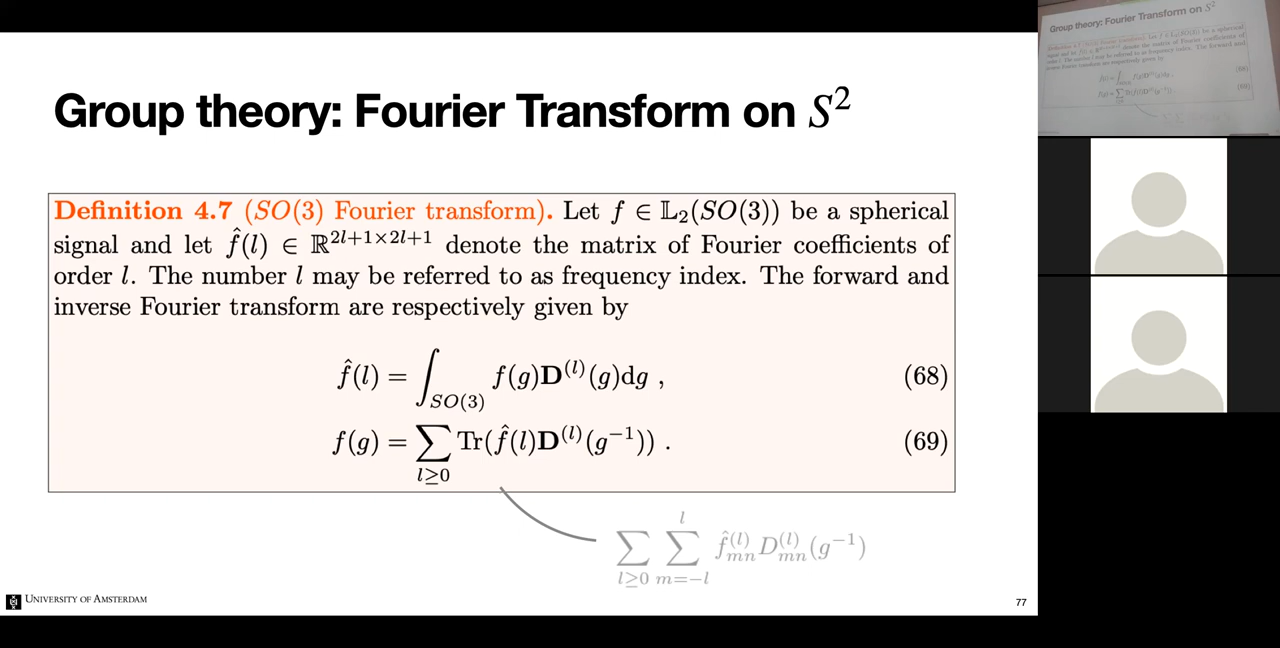 Group theory: Fourier Transform on S²
Definition 4.7 (SO(3) Fourier transform). Let f ∈ 𝕃₂(SO(3)) be a spherical
signal and let f̂(l) ∈ ℝ^{2l+1×2l+1} denote the matrix of Fourier coefficients of
order l. The number l may be referred to as frequency index. The forward and
inverse Fourier transform are respectively given by
f̂(l) = ∫_{SO(3)} f(g)D^{(l)}(g)dg , (68)
f(g) = ∑_{l≥0} Tr(f̂(l)D^{(l)}(g⁻¹)) . (69)
∑_{l≥0} ∑_{m=-l}^{l} f̂_{mn}^{(l)} D_{mn}^{(l)}(g⁻¹)
UNIVERSITY OF AMSTERDAM
77
Group theory: Fourier Transform on S²